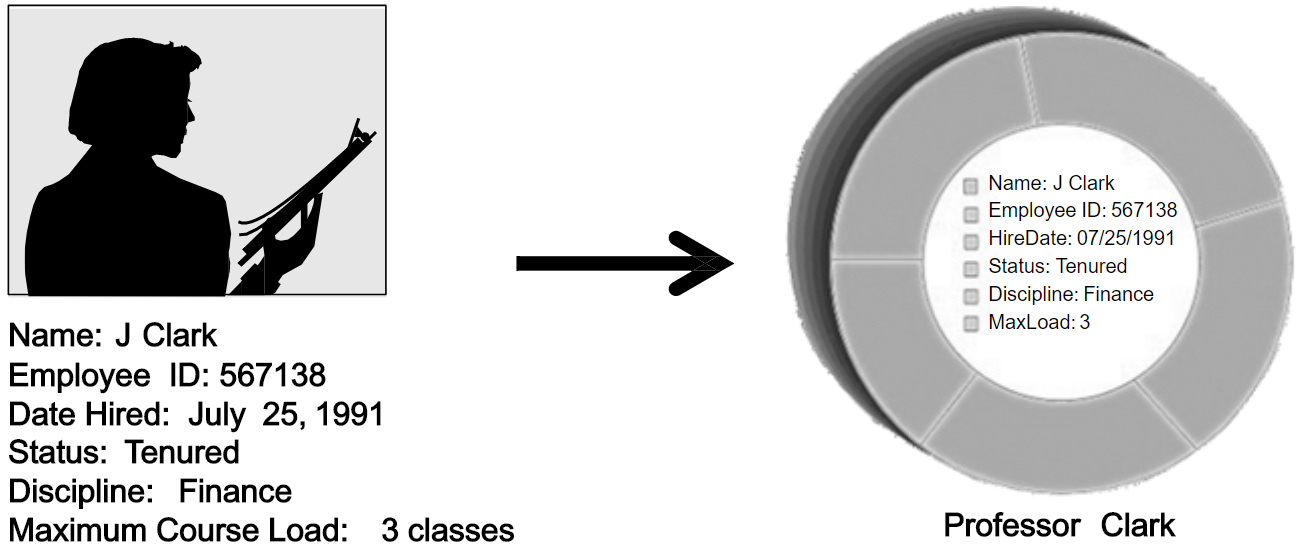 Name: J Clark
Employee ID: 567138
Date Hired: July 25, 1991
Status: Tenured
Discipline: Finance
Maximum Course Load: 3 classes
Name: J Clark
Employee ID: 567138
HireDate: 07/25/1991
Status: Tenured
Discipline: Finance
MaxLoad: 3
Professor Clark